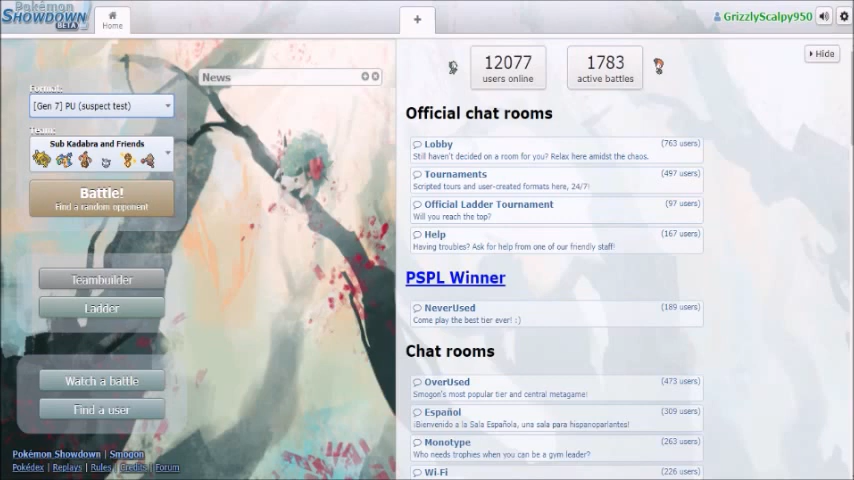 Pokémon
SHOWDOWN
BETA
Home
+
GrizzlyScalpy950
Format:
[Gen 7] PU (suspect test)
Team:
Sub Kadabra and Friends
Battle!
Find a random opponent
Teambuilder
Ladder
Watch a battle
Find a user
Pokémon Showdown | Smogon
Pokédex | Replays | Rules | Credits | Forum
News
12077
users online
1783
active battles
Hide
Official chat rooms
Lobby (763 users)
Still haven't decided on a room for you? Relax here amidst the chaos.
Tournaments (497 users)
Scripted tours and user-created formats here, 24/7!
Official Ladder Tournament (97 users)
Will you reach the top?
Help (167 users)
Having troubles? Ask for help from one of our friendly staff!
PSPL Winner
NeverUsed (189 users)
Come play the best tier ever! :)
Chat rooms
OverUsed (473 users)
Smogon's most popular tier and central metagame!
Español (309 users)
¡Bienvenido a la Sala Española, una sala para hispanoparlantes!
Monotype (263 users)
Who needs trophies when you can be a gym leader?
Wi-Fi (226 users)